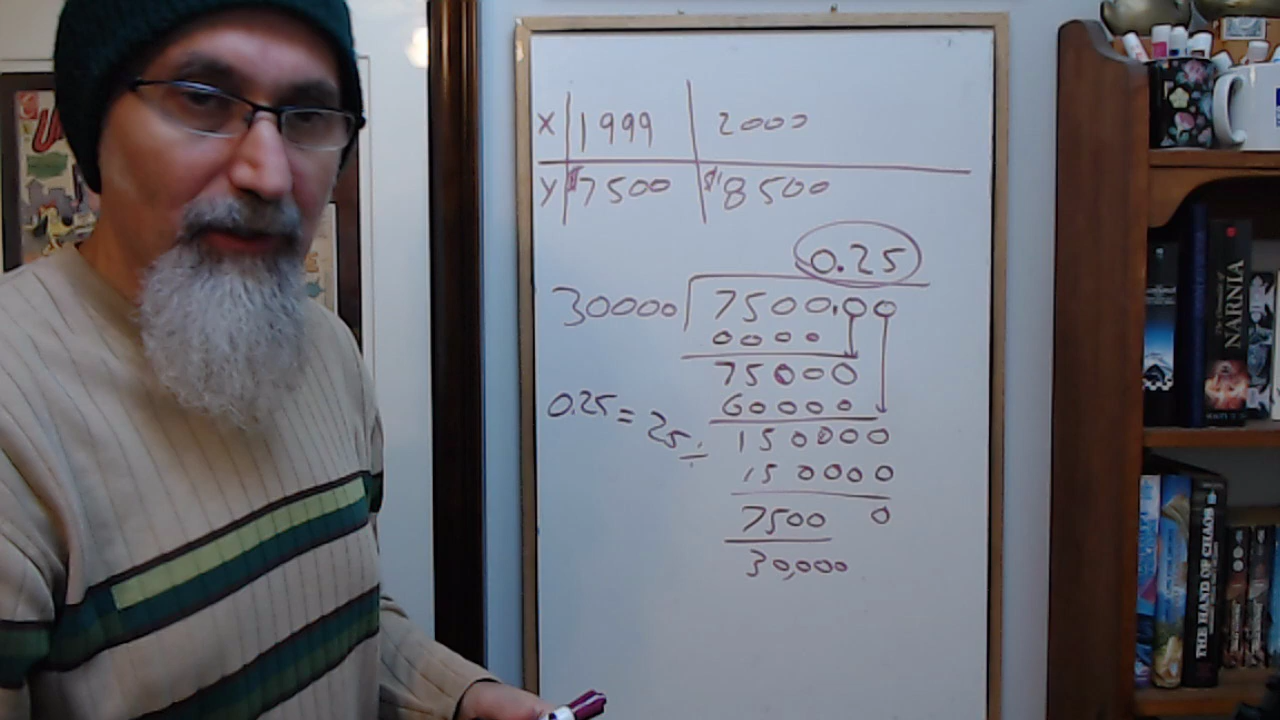 X 1999 2000
Y $7500 $8500
0.25
30000 7500.00
0000
75000
60000
0.25 = 25 ÷
150000
150000
7500 0
30,000
NARNIA
THE HAND OF CHAOS